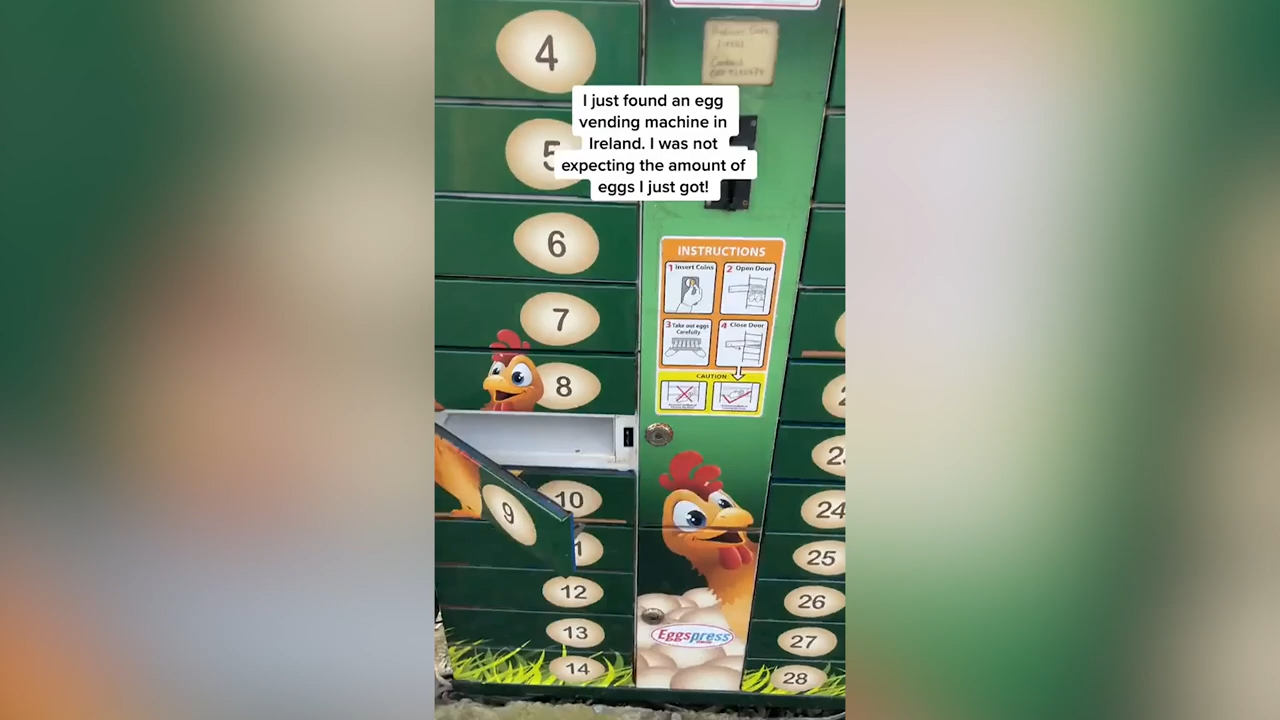 4
I just found an egg
vending machine in
Ireland. I was not
expecting the amount of
eggs I just got!
5
6
INSTRUCTIONS
1 Insert Coins
2 Open Door
3 Take out eggs
Carefully
4 Close Door
CAUTION
7
8
9
10
12
13
14
Eggspress
24
25
26
27
28